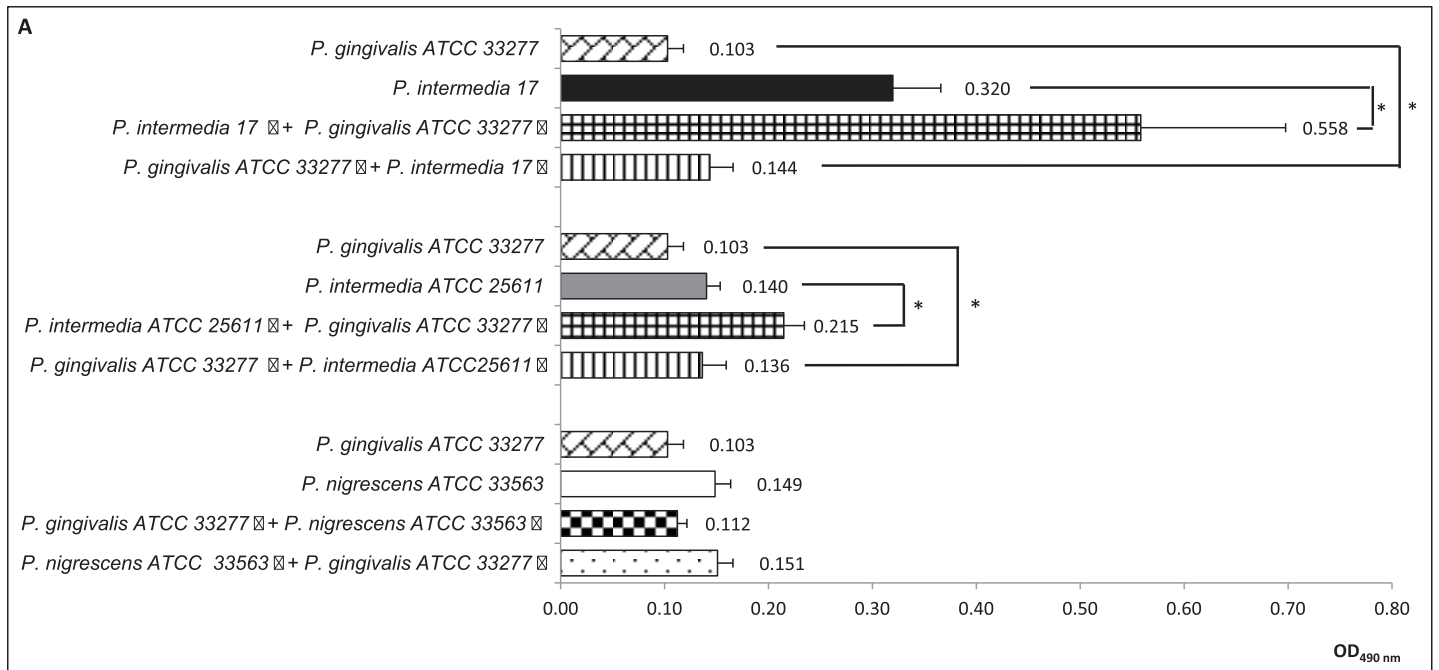 A
P. gingivalis ATCC 33277 0.103
P. intermedia 17 0.320
P. intermedia 17 + P. gingivalis ATCC 33277 0.558 * *
P. gingivalis ATCC 33277 + P. intermedia 17 0.144
P. gingivalis ATCC 33277 0.103
P. intermedia ATCC 25611 0.140
* *
P. intermedia ATCC 25611 + P. gingivalis ATCC 33277 0.215
P. gingivalis ATCC 33277 + P. intermedia ATCC25611 0.136
P. gingivalis ATCC 33277 0.103
P. nigrescens ATCC 33563 0.149
P. gingivalis ATCC 33277 + P. nigrescens ATCC 33563 0.112
P. nigrescens ATCC 33563 + P. gingivalis ATCC 33277 0.151
0.00 0.10 0.20 0.30 0.40 0.50 0.60 0.70 0.80
OD490 nm